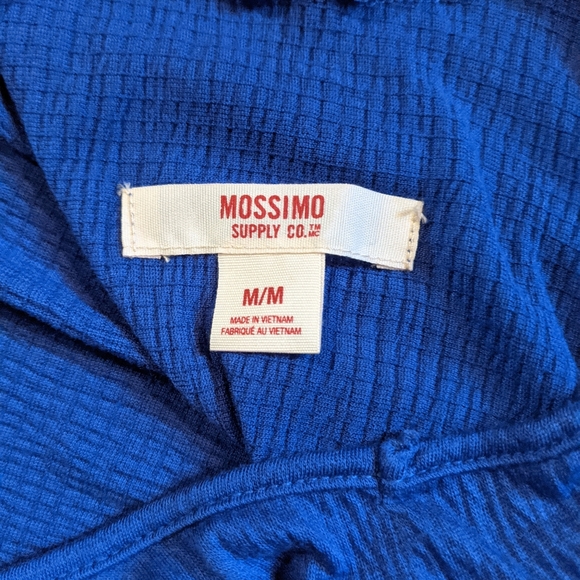 MOSSIMO
SUPPLY CO.™ MC
M/M
MADE IN VIETNAM
FABRIQUÉ AU VIETNAM